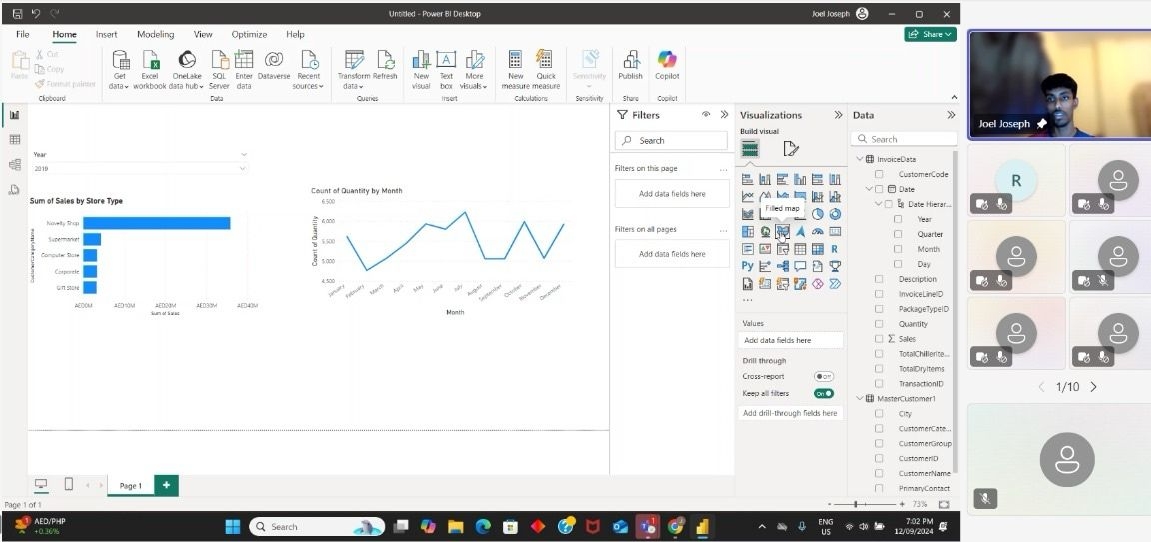 Untitled - Power BI Desktop
Joel Joseph
File Home Insert Modeling View Optimize Help
Share
Paste
Cut
Copy
Format painter
Clipboard
Get data
Excel workbook
OneLake data hub
SQL Server
Enter data
Dataverse
Recent sources
Data
Transform data
Refresh
Queries
New visual
Text box
More visuals
Insert
New measure
Quick measure
Calculations
Sensitivity
Sensitivity
Publish
Share
Copilot
Copilot
Year
2019
Sum of Sales by Store Type
Novelty Shop
Supermarket
Computer Store
Corporate
Gift Store
AED0M AED10M AED20M AED30M AED40M
Sum of Sales
Count of Quantity by Month
Count of Quantity
6,500
6,000
5,500
5,000
4,500
January February March April May June July August September October November December
Month
Filters
Search
Filters on this page
Add data fields here
Filters on all pages
Add data fields here
Visualizations
Build visual
Filled map
R
Py
Values
Add data fields here
Drill through
Cross-report
Off
Keep all filters
On
Add drill-through fields here
Data
Search
InvoiceData
CustomerCode
Date
Date Hierar...
Year
Quarter
Month
Day
Description
InvoiceLineID
PackageTypeID
Quantity
Σ Sales
TotalChillerIte...
TotalDryItems
TransactionID
MasterCustomer1
City
CustomerCate...
CustomerGroup
CustomerID
CustomerName
PrimaryContact
Page 1
Page 1 of 1
73%
AED/PHP
+0.36%
Search
ENG
US
7:02 PM
12/09/2024
Joel Joseph
R
1/10